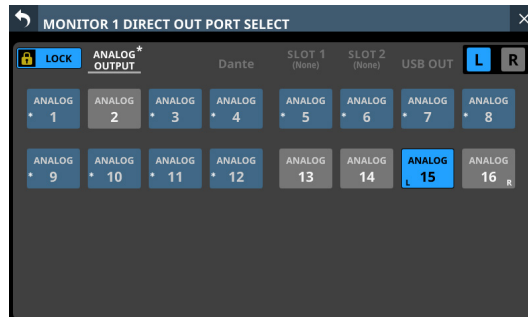 MONITOR 1 DIRECT OUT PORT SELECT
LOCK
ANALOG*
OUTPUT
Dante
SLOT 1
(None)
SLOT 2
(None)
USB OUT
L
R
ANALOG
* 1
ANALOG
2
ANALOG
* 3
ANALOG
* 4
ANALOG
* 5
ANALOG
* 6
ANALOG
* 7
ANALOG
* 8
ANALOG
* 9
ANALOG
* 10
ANALOG
* 11
ANALOG
* 12
ANALOG
13
ANALOG
14
ANALOG
L 15
ANALOG
16 R